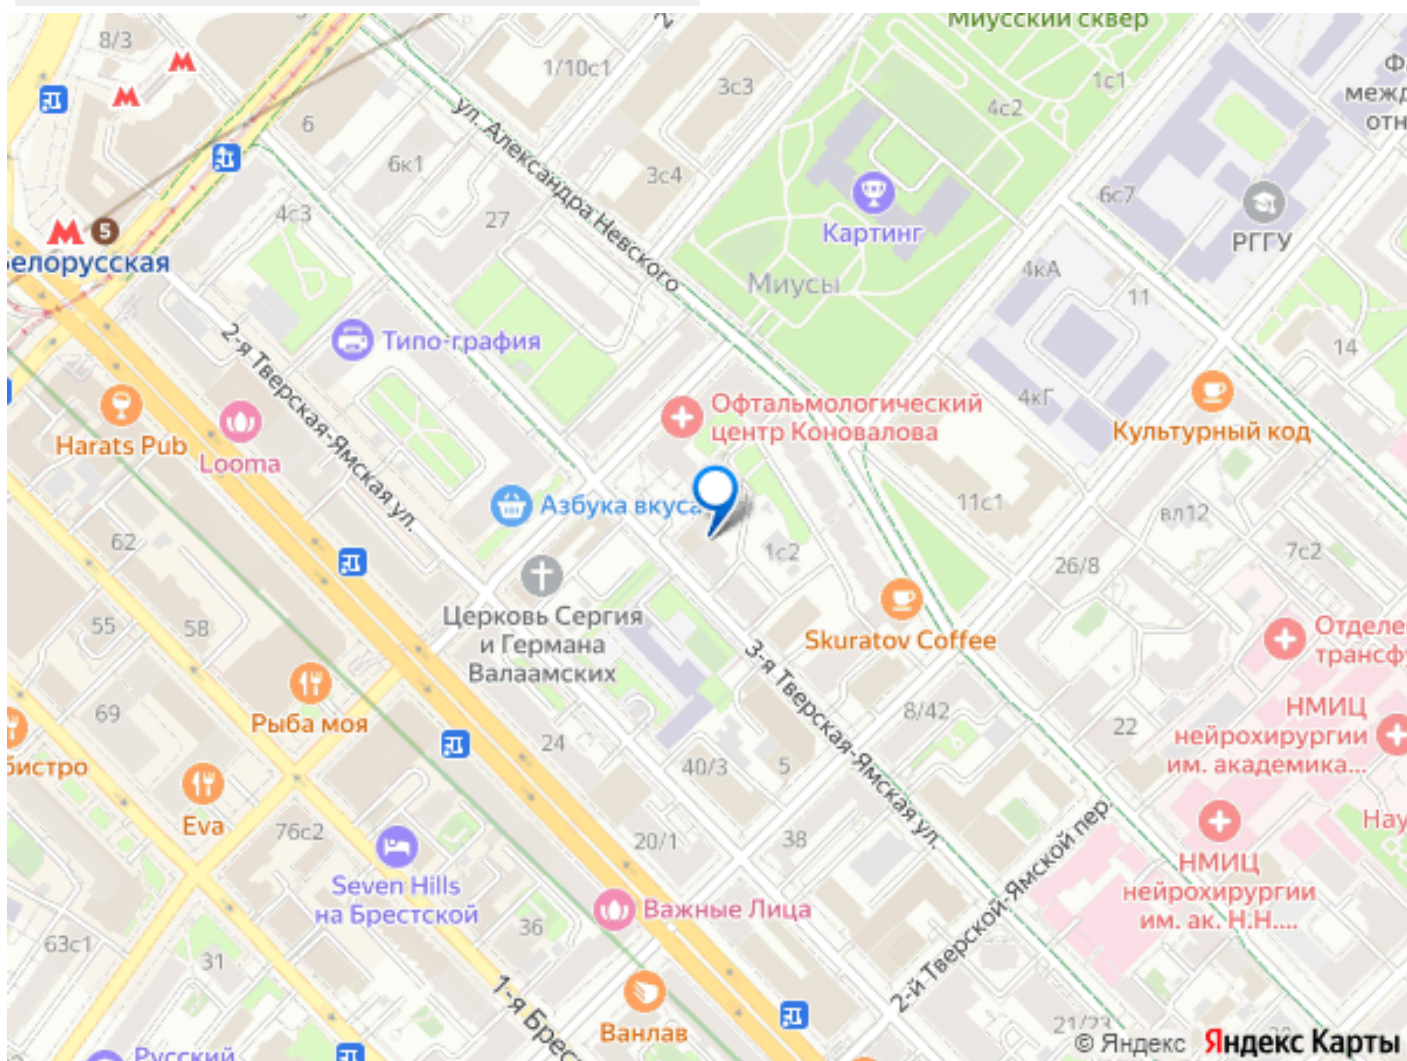 Миусский сквер
8/3
1/10с1
3с3
1с1
4с2
6
ул. Александра Невского
6к1
3с4
6с7
РГГУ
Картинг
4с3
27
5
Белорусская
4кА
Миусы
11
14
2-я Тверская-Ямская ул.
Типо-графия
4кГ
Harats Pub
Looma
Офтальмологический
центр Коновалова
Культурный код
Азбука вкуса
11с1
вл12
62
1с2
7с2
26/8
Церковь Сергия
и Германа
Валаамских
Skuratov Coffee
55
58
3-я Тверская-Ямская ул.
Рыба моя
69
8/42
22
НМИЦ
нейрохирургии
им. академика...
24
40/3
5
Eva
76с2
20/1
38
2-й Тверской-Ямской пер.
НМИЦ
нейрохирургии
им. ак. Н.Н....
Seven Hills
на Брестской
Важные Лица
36
63с1
31
Ванлав
21/23
Русский
© Яндекс Яндекс Карты